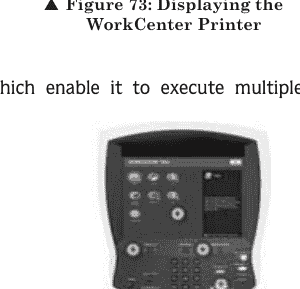 ▲ Figure 73: Displaying the
WorkCenter Printer
hich enable it to execute multiple